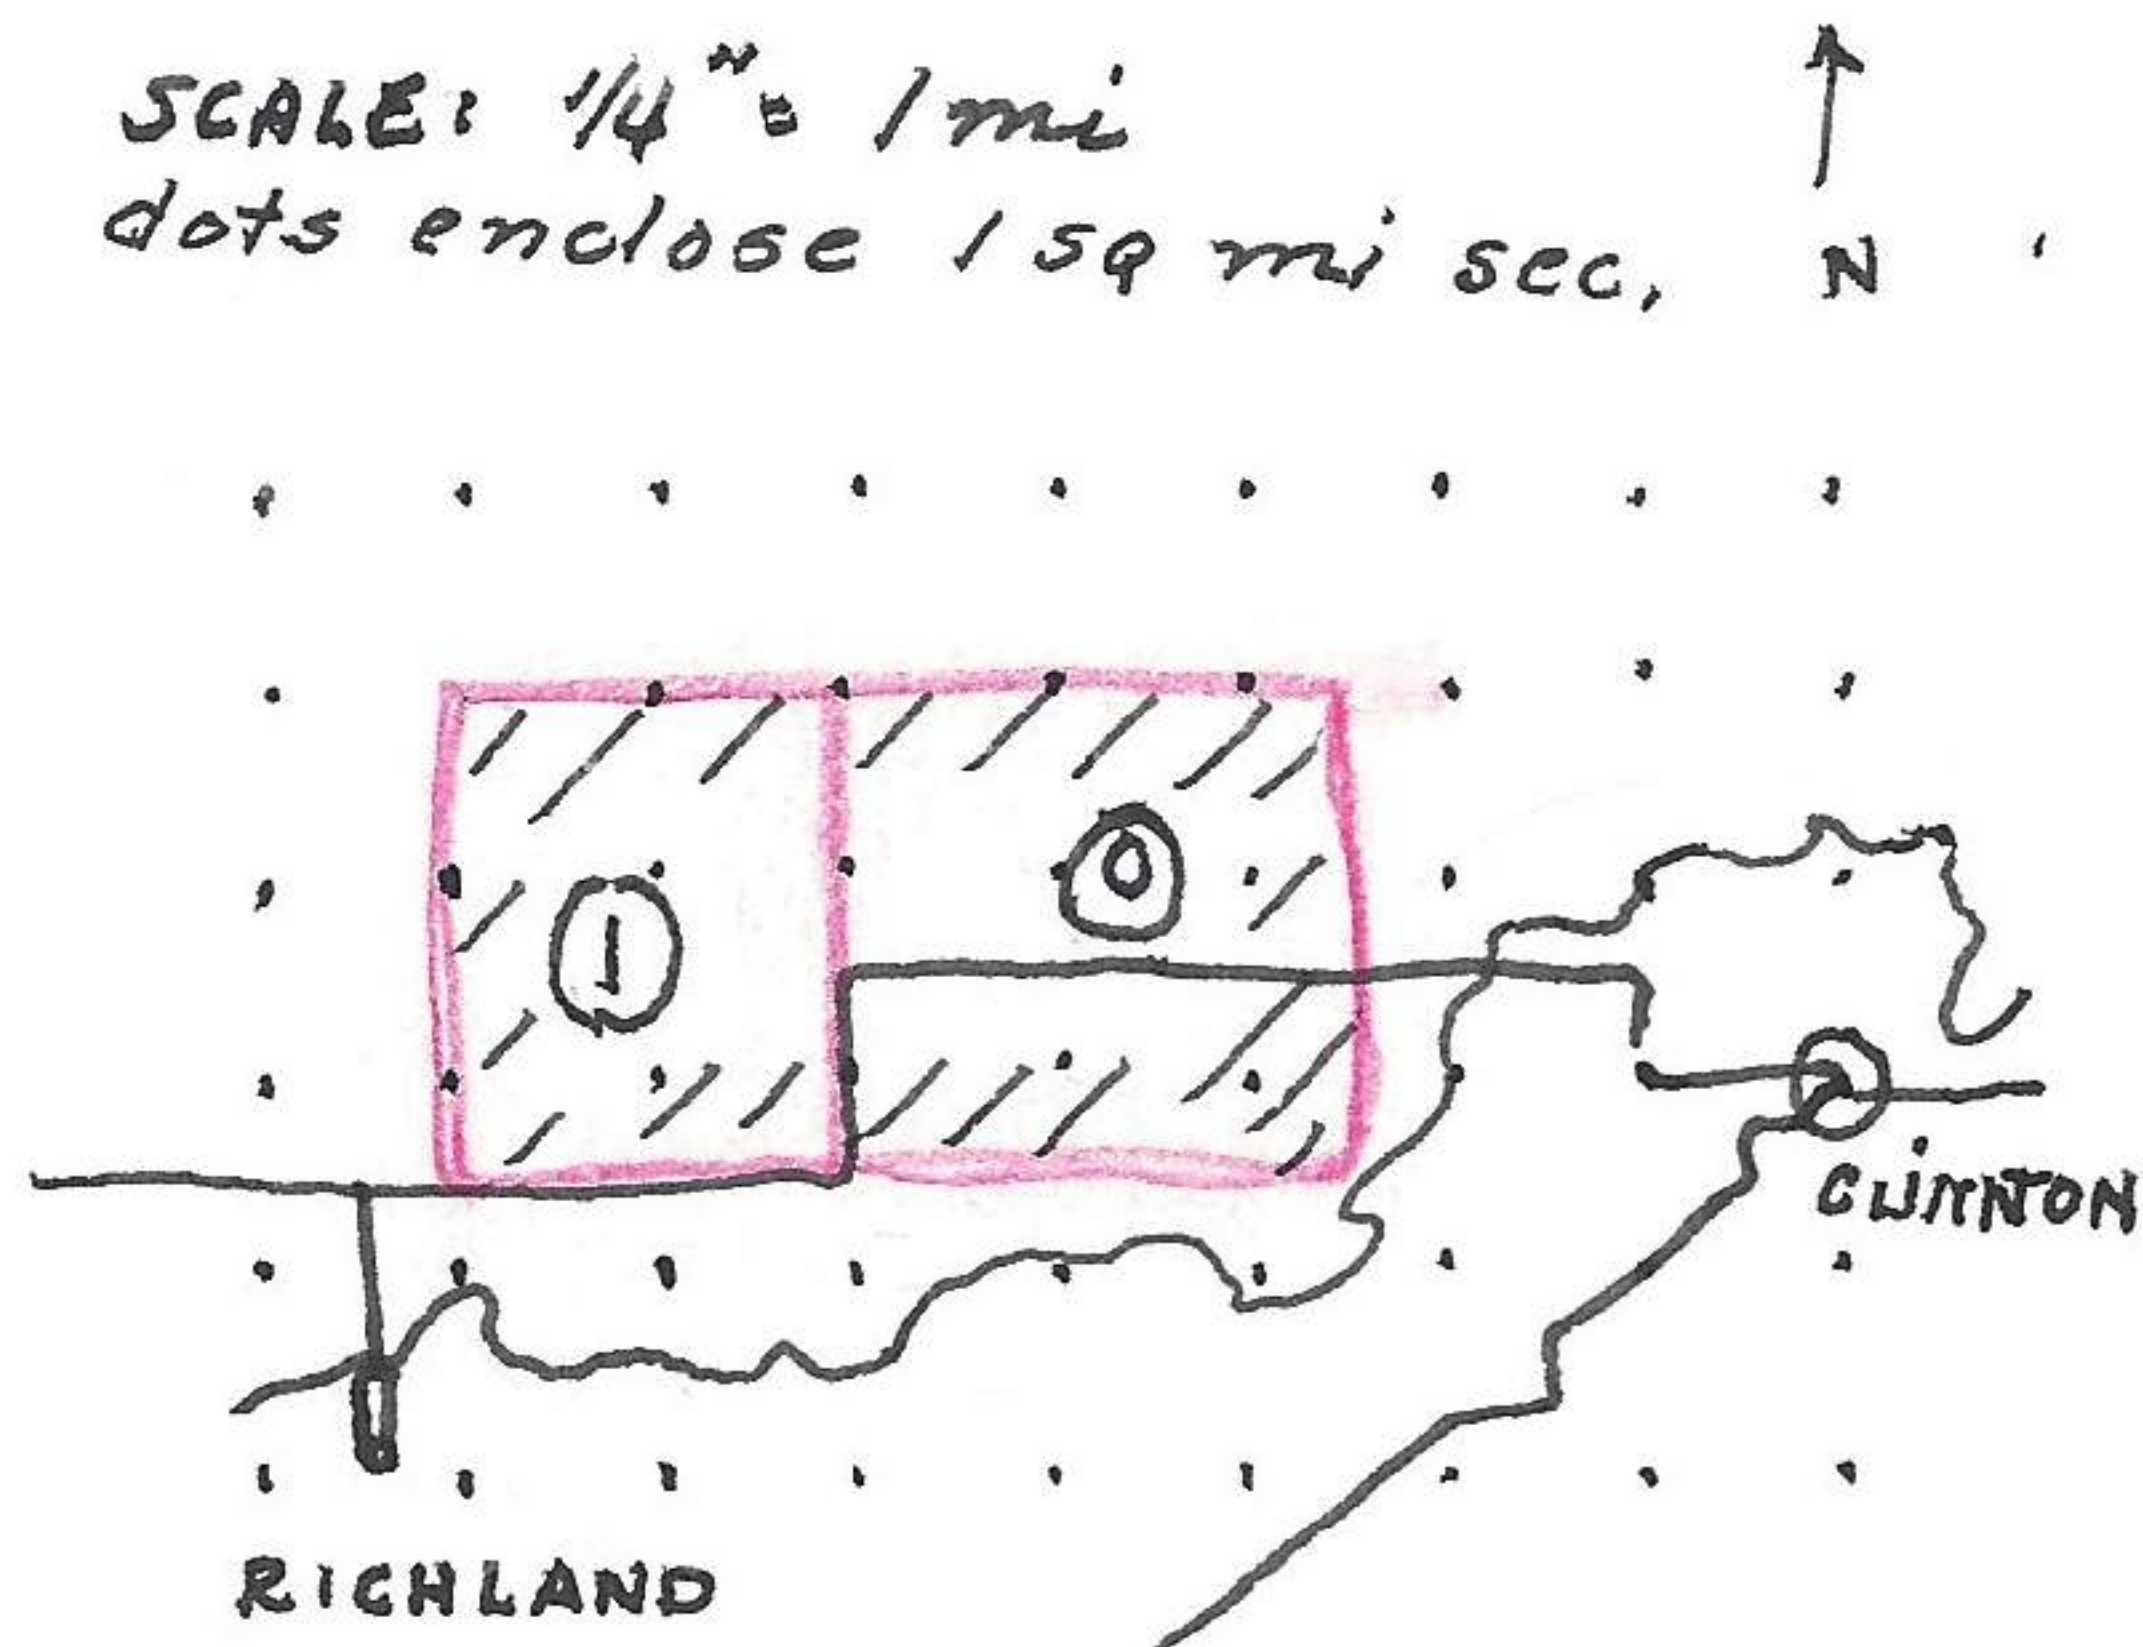 SCALE: 1/4" = 1 mi
dots enclose 1 sq mi sec.
N
1
0
CLINTON
RICHLAND